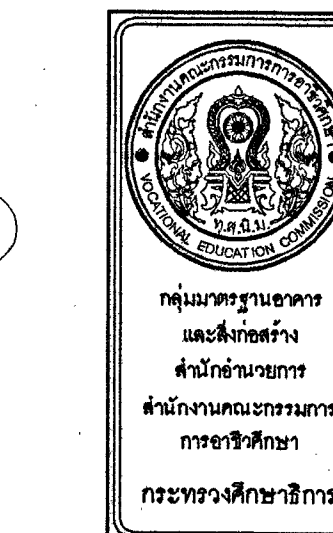 สำนักงานคณะกรรมการการอาชีวศึกษา
ท.ส.นิ.ม.
VOCATIONAL EDUCATION COMMISSION
กลุ่มมาตรฐานอาคาร
และสิ่งก่อสร้าง
สำนักอำนวยการ
สำนักงานคณะกรรมการ
การอาชีวศึกษา
กระทรวงศึกษาธิการ